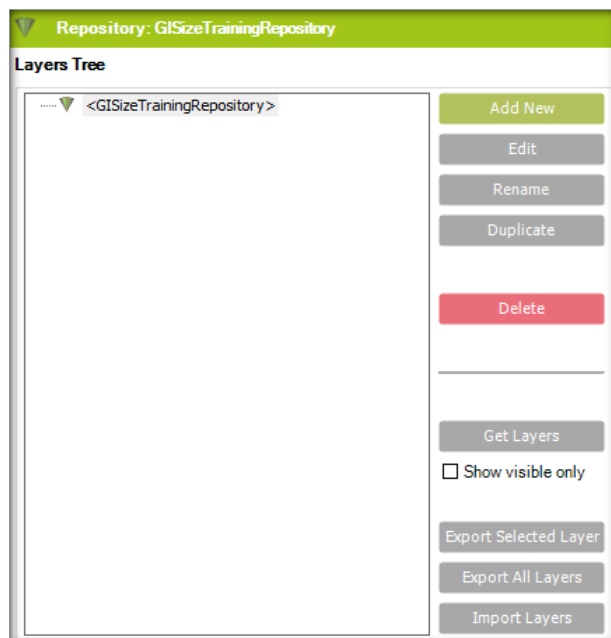 Repository: GISizeTrainingRepository
Layers Tree
<GISizeTrainingRepository>
Add New
Edit
Rename
Duplicate
Delete
Get Layers
Show visible only
Export Selected Layer
Export All Layers
Import Layers